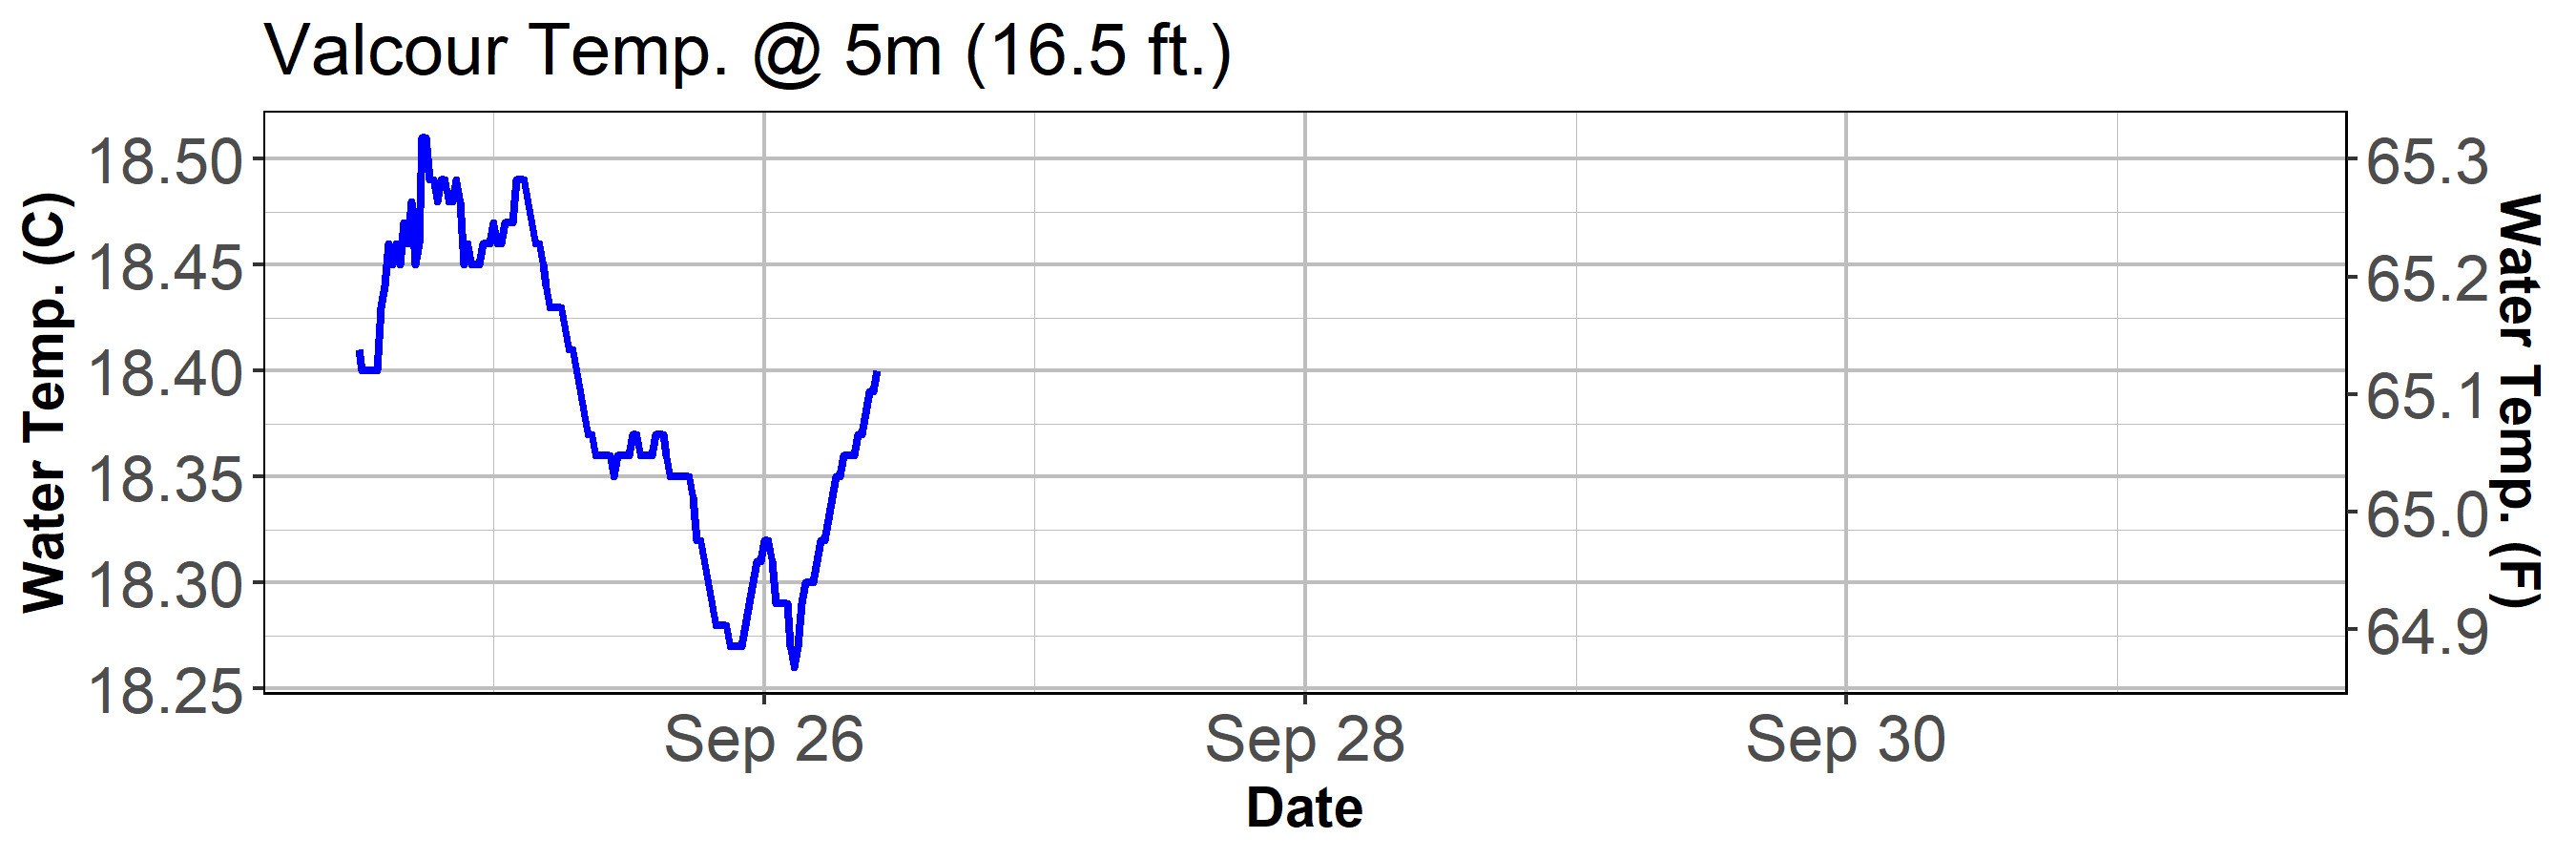 Valcour Temp. @ 5m (16.5 ft.)
Water Temp. (C)
18.50
18.45
18.40
18.35
18.30
18.25
65.3
65.2
65.1
65.0
64.9
Water Temp. (F)
Sep 26 Sep 28 Sep 30
Date